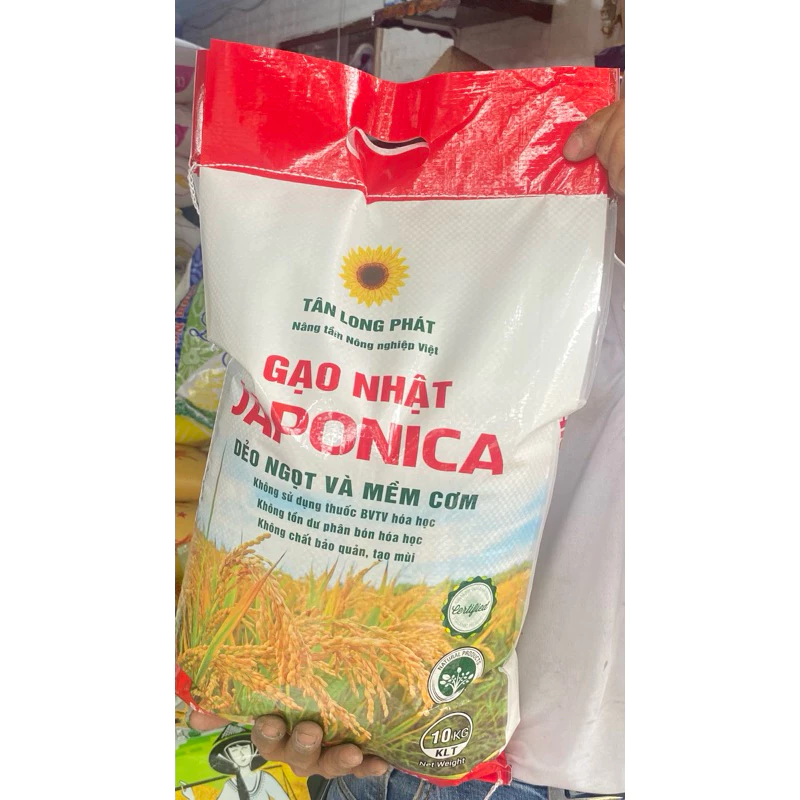 TÂN LONG PHÁT
Nâng tầm Nông nghiệp Việt
GẠO NHẬT
JAPONICA
DẺO NGỌT VÀ MỀM CƠM
Không sử dụng thuốc BVTV hóa học
Không tồn dư phân bón hóa học
Không chất bảo quản, tạo mùi
Certified
NATURAL PRODUCTS
10KG
KLT
Net Weight